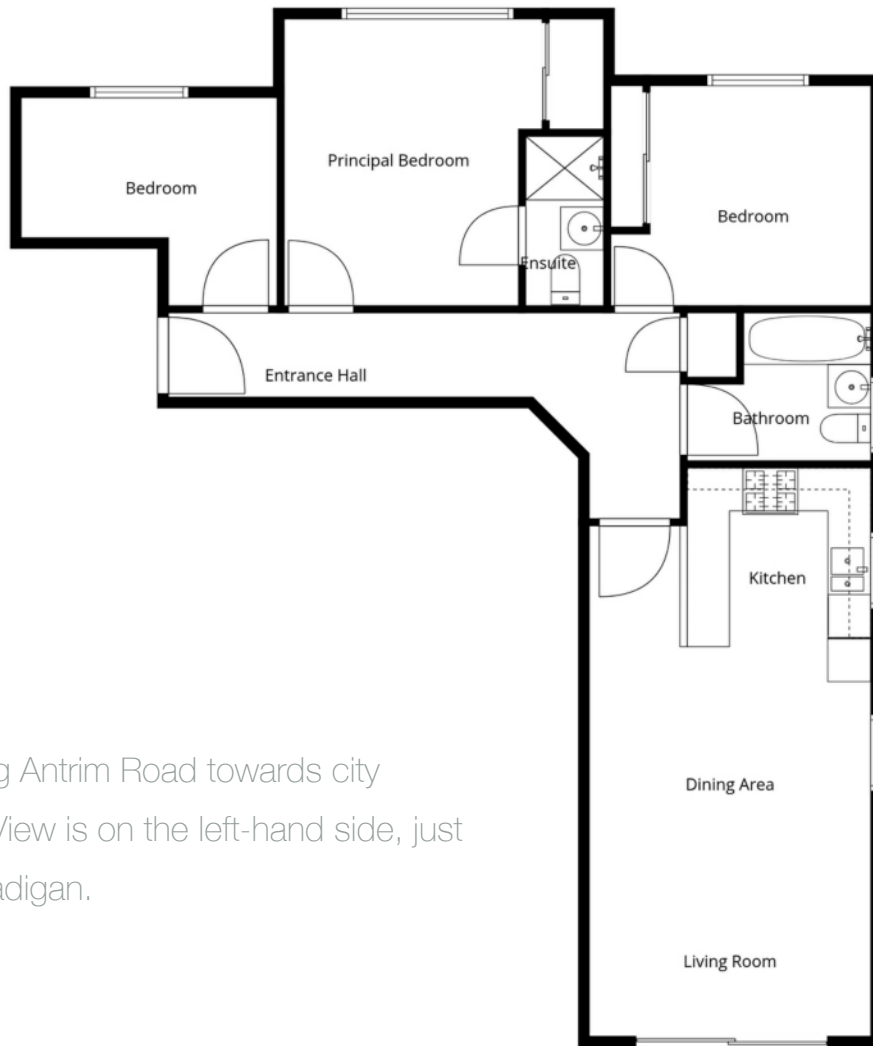 Principal Bedroom
Bedroom
Bedroom
Ensuite
Entrance Hall
Bathroom
Kitchen
Antrim Road towards city
Dining Area
View is on the left-hand side, just
Living Room